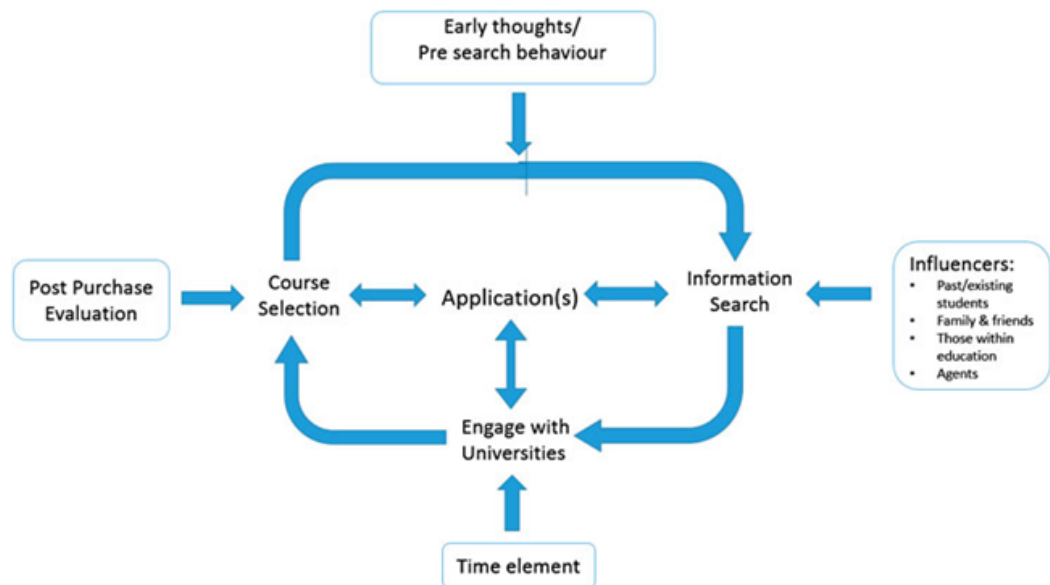 Early thoughts/
Pre search behaviour
Post Purchase
Evaluation
Course
Selection
Application(s)
Information
Search
Influencers:
• Past/existing
students
• Family & friends
• Those within
education
• Agents
Engage with
Universities
Time element